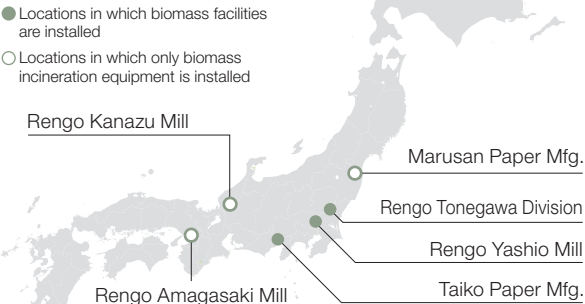 Locations in which biomass facilities
are installed
Locations in which only biomass
incineration equipment is installed
Rengo Kanazu Mill
Marusan Paper Mfg.
Rengo Tonegawa Division
Rengo Yashio Mill
Taiko Paper Mfg.
Rengo Amagasaki Mill